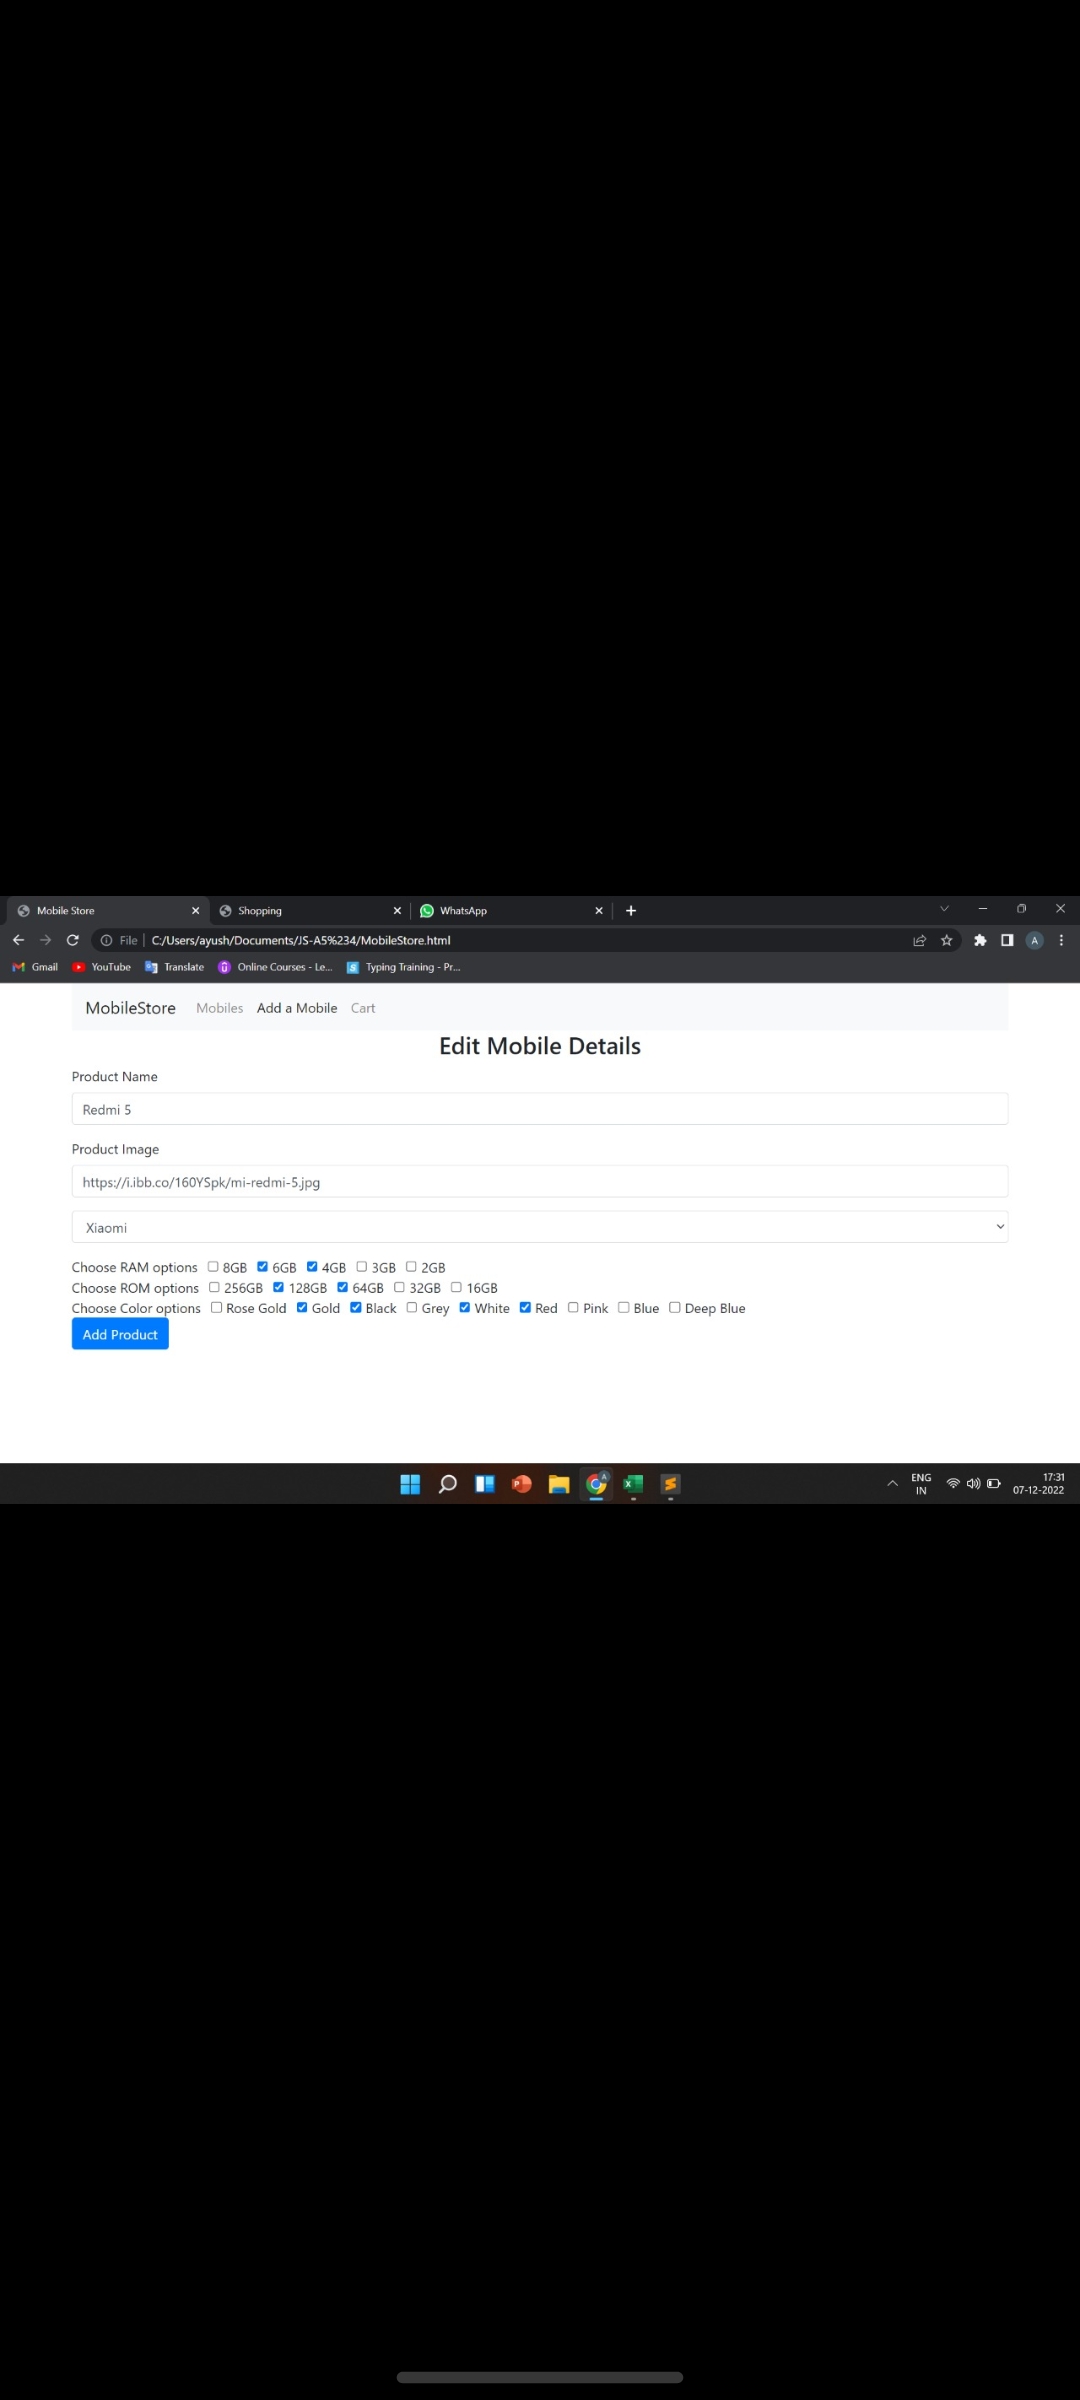 Mobile Store
Shopping
WhatsApp
File C:/Users/ayush/Documents/JS-A5%234/MobileStore.html
A
Gmail YouTube Translate Online Courses - Le... Typing Training - Pr...
MobileStore Mobiles Add a Mobile Cart
Edit Mobile Details
Product Name
Redmi 5
Product Image
https://i.ibb.co/160YSpk/mi-redmi-5.jpg
Xiaomi
Choose RAM options 8GB 6GB 4GB 3GB 2GB
Choose ROM options 256GB 128GB 64GB 32GB 16GB
Choose Color options Rose Gold Gold Black Grey White Red Pink Blue Deep Blue
Add Product
ENG
IN
17:31
07-12-2022